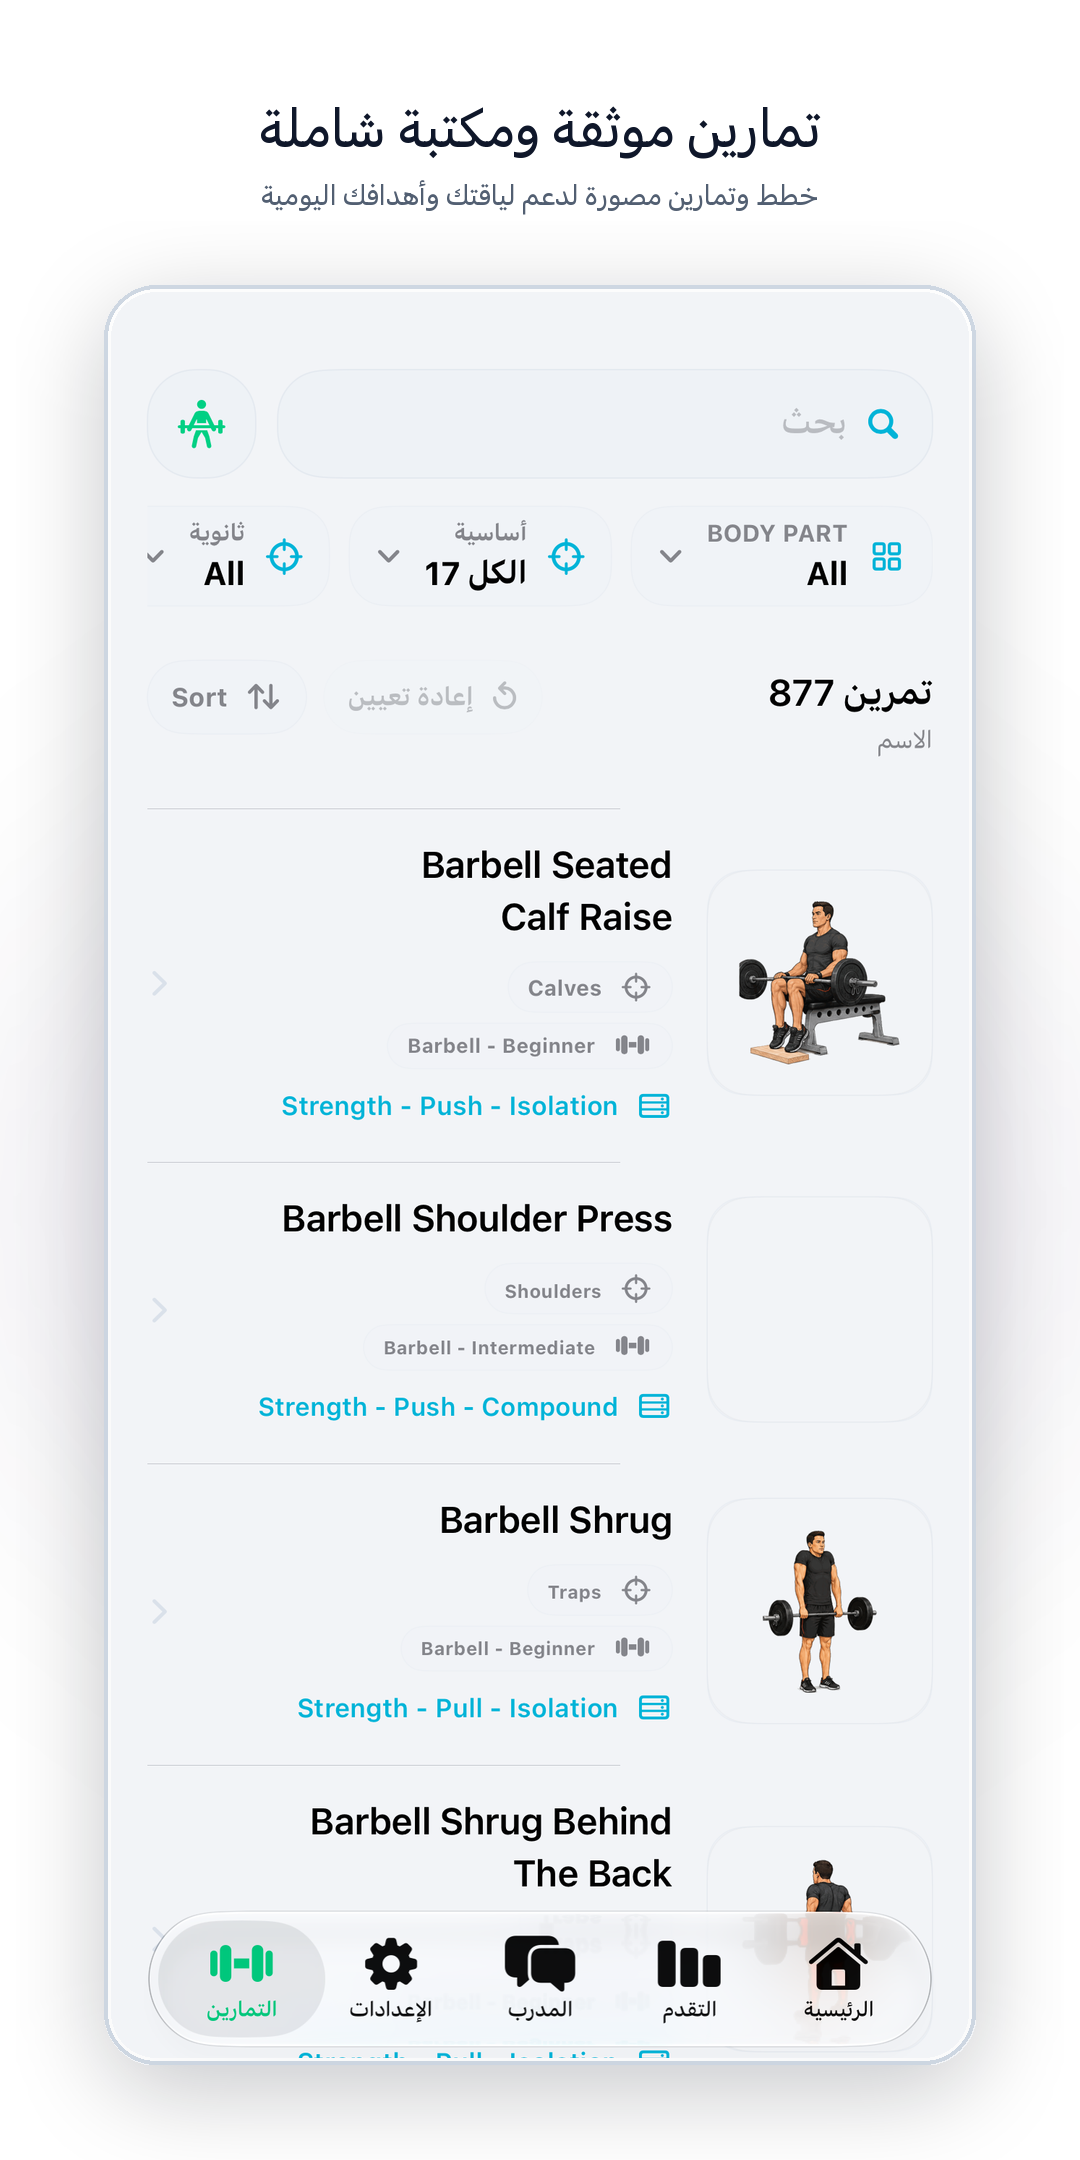 تمارين موثقة ومكتبة شاملة
خطط وتمارين مصورة لدعم لياقتك وأهدافك اليومية
بحث
BODY PART
All
أساسية
الكل 17
ثانوية
All
877 تمرين
الاسم
إعادة تعيين
Sort
Barbell Seated
Calf Raise
Calves
Barbell - Beginner
Strength - Push - Isolation
Barbell Shoulder Press
Shoulders
Barbell - Intermediate
Strength - Push - Compound
Barbell Shrug
Traps
Barbell - Beginner
Strength - Pull - Isolation
Barbell Shrug Behind
The Back
الرئيسية
التقدم
المدرب
الإعدادات
التمارين